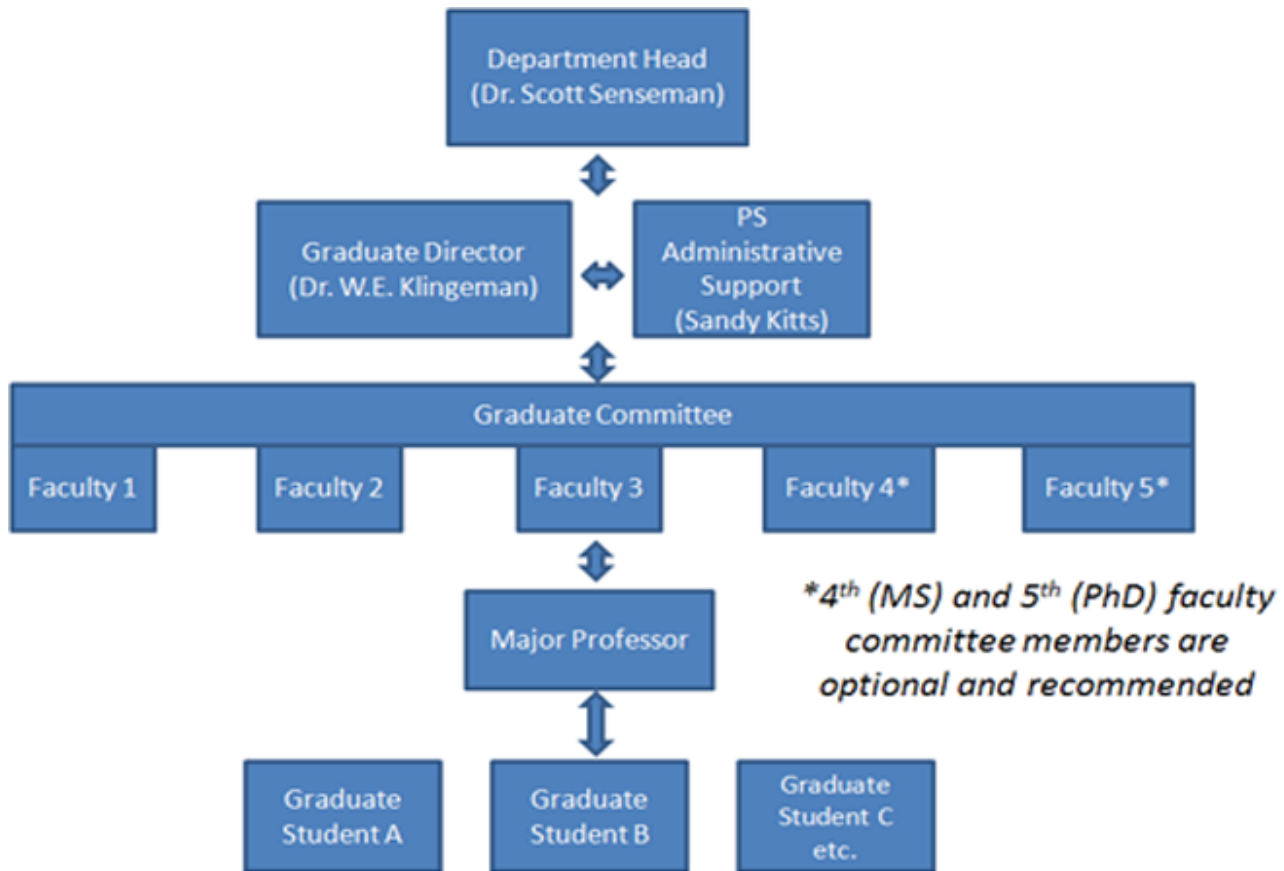 Department Head
(Dr. Scott Senseman)
Graduate Director
(Dr. W.E. Klingeman)
PS
Administrative
Support
(Sandy Kitts)
Graduate Committee
Faculty 1
Faculty 2
Faculty 3
Faculty 4*
Faculty 5*
*4th (MS) and 5th (PhD) faculty
committee members are
optional and recommended
Major Professor
Graduate
Student A
Graduate
Student B
Graduate
Student C
etc.